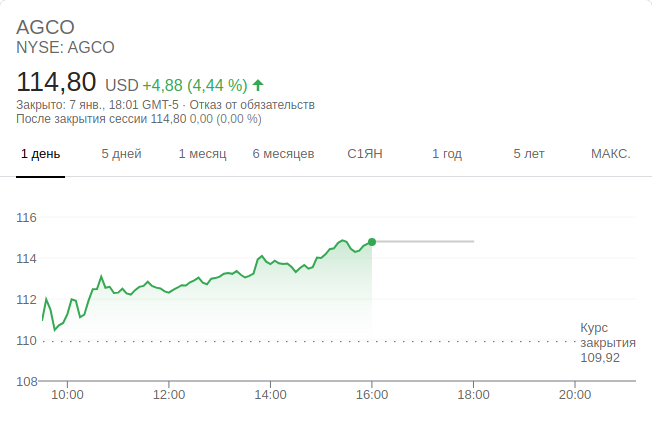 AGCO
NYSE: AGCO
114,80 USD +4,88 (4,44 %)
Закрыто: 7 янв., 18:01 GMT-5 · Отказ от обязательств
После закрытия сессии 114,80 0,00 (0,00 %)
1 день 5 дней 1 месяц 6 месяцев С1ЯН 1 год 5 лет МАКС.
116
114
112
110
108
Курс
закрытия
109,92
10:00 12:00 14:00 16:00 18:00 20:00